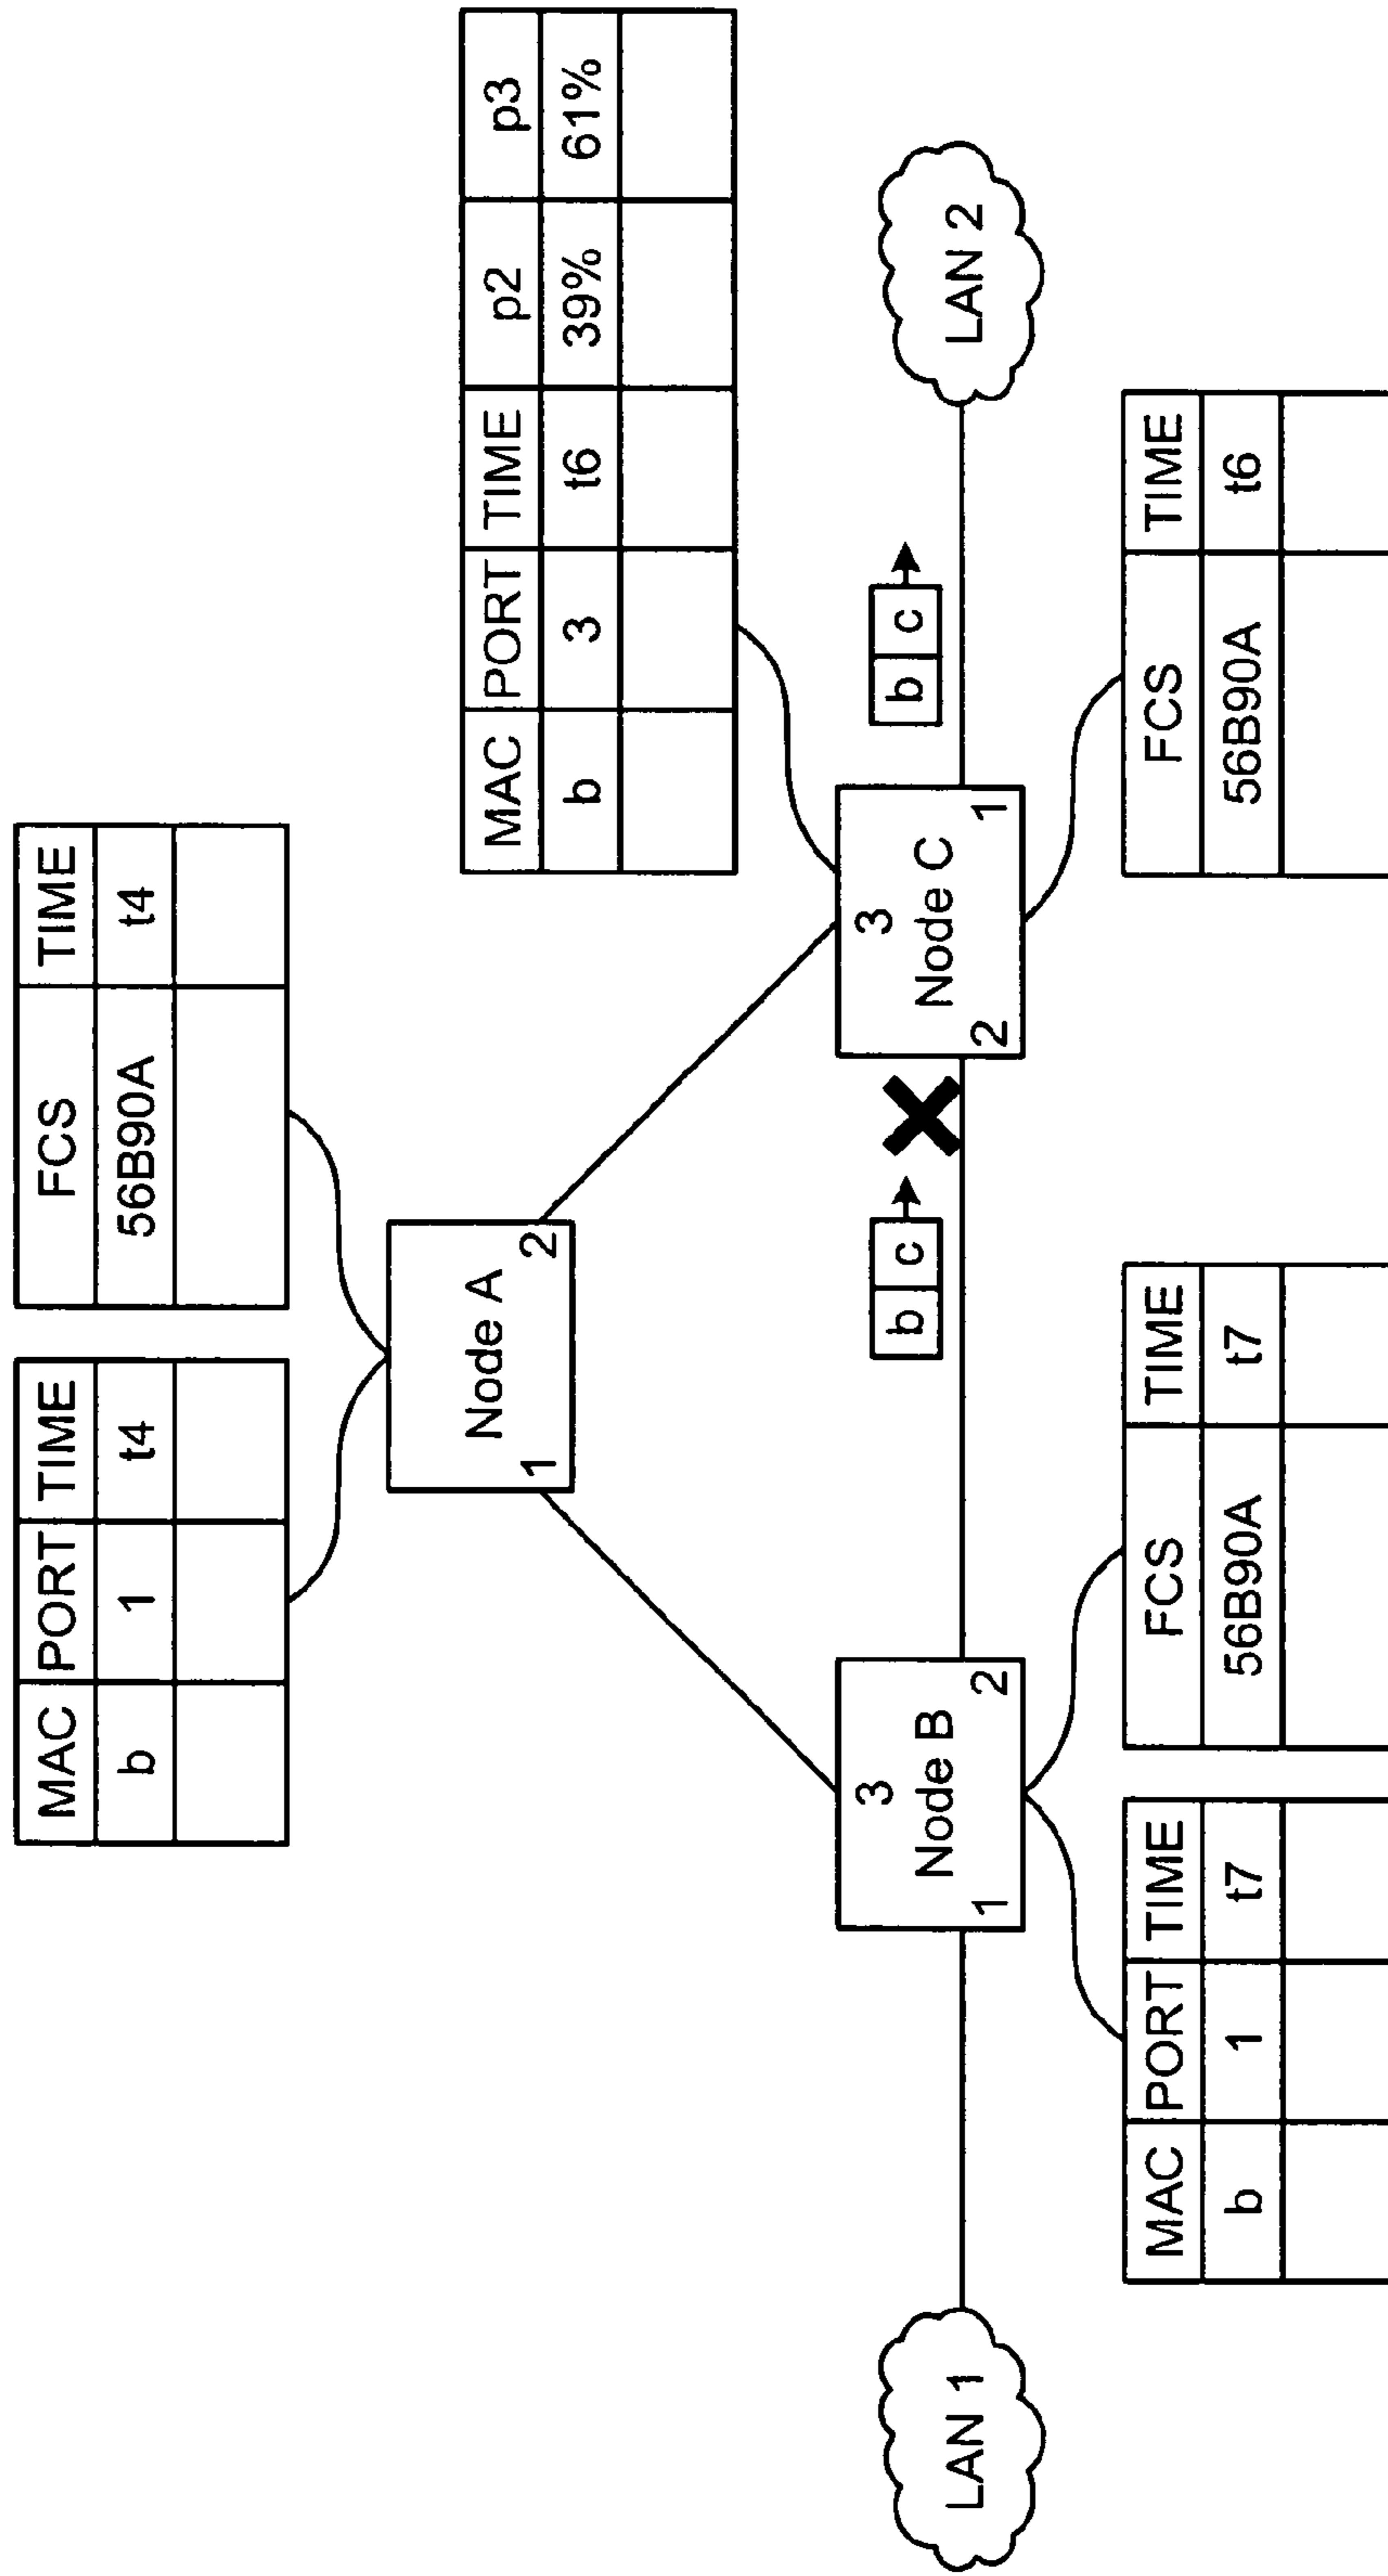 MAC PORT TIME
b 1 t4
FCS TIME
56B90A t4
Node A
1 2
MAC PORT TIME p2 p3
b 3 t6 39% 61%
3
Node B
1 2
3
Node C
2 1
b c
b c
LAN 1
LAN 2
MAC PORT TIME
b 1 t7
FCS TIME
56B90A t7
FCS TIME
56B90A t6